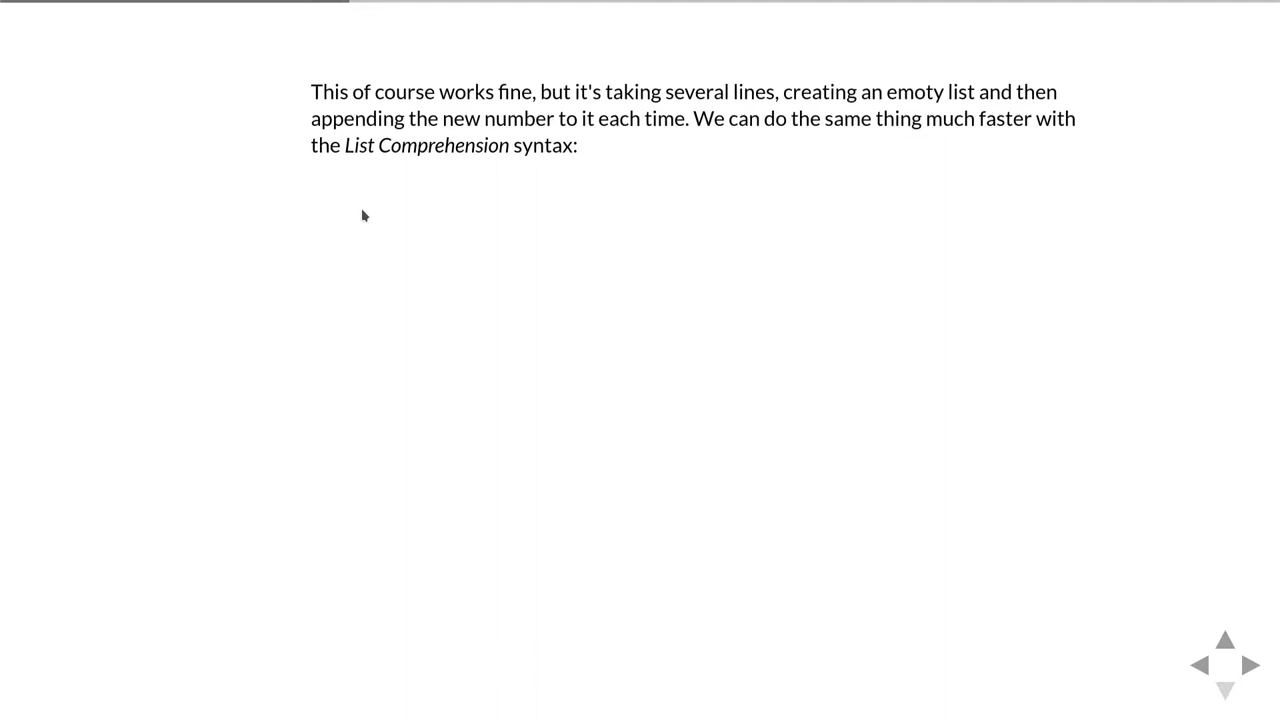 This of course works fine, but it's taking several lines, creating an emoty list and then
appending the new number to it each time. We can do the same thing much faster with
the List Comprehension syntax: